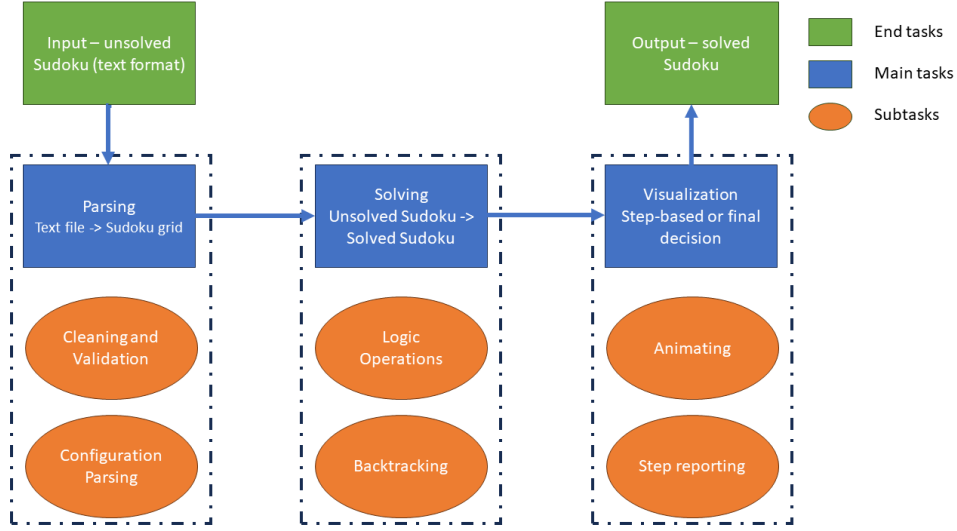 Input – unsolved
Sudoku (text format)
Output – solved
Sudoku
End tasks
Main tasks
Subtasks
Parsing
Text file -> Sudoku grid
Solving
Unsolved Sudoku ->
Solved Sudoku
Visualization
Step-based or final
decision
Cleaning and
Validation
Logic
Operations
Animating
Configuration
Parsing
Backtracking
Step reporting